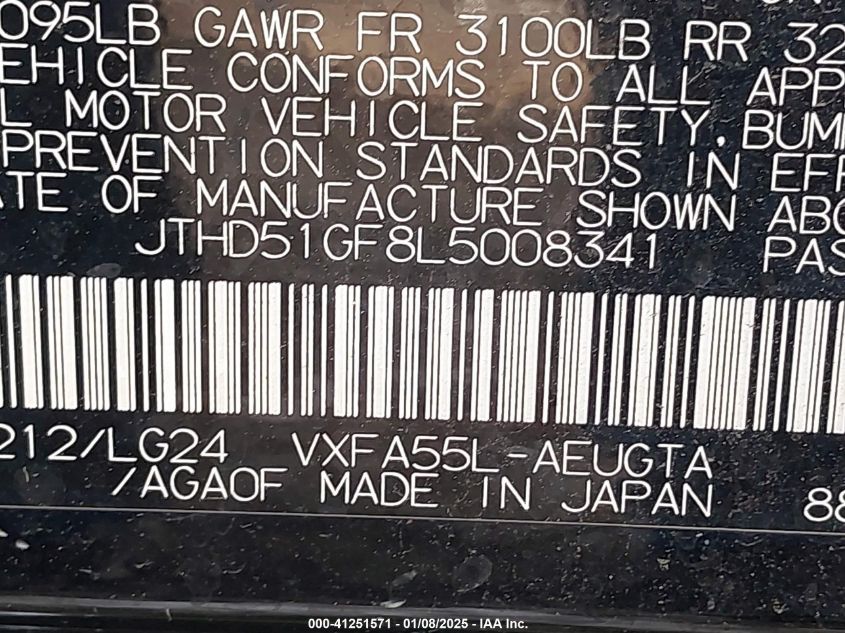 095LB GAWR FR 3100LB RR 32
EHICLE CONFORMS TO ALL APP
L MOTOR VEHICLE SAFETY, BUM
PREVENTION STANDARDS IN EFF
ATE OF MANUFACTURE SHOWN ABO
JTHD51GF8L5008341 PAS
212/LG24 VXFA55L-AEUGTA
/AGAOF MADE IN JAPAN 88
000-41251571 - 01/08/2025 - IAA Inc.